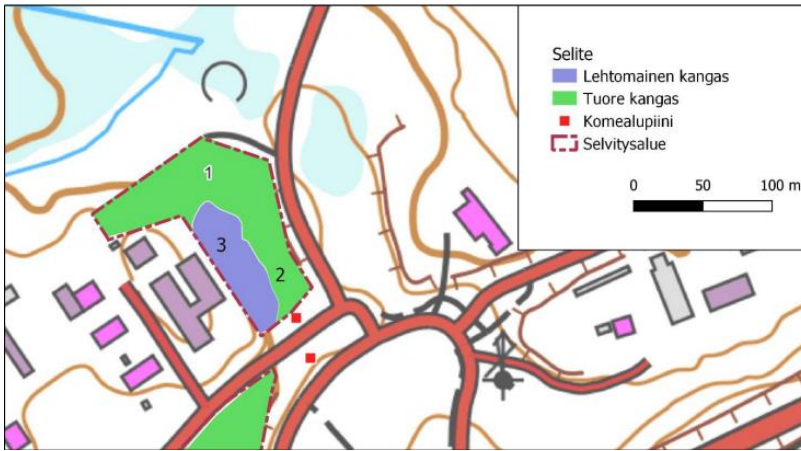 Selite
Lehtomainen kangas
Tuore kangas
Komealupiini
Selvitysalue
0 50 100 m
1
3
2